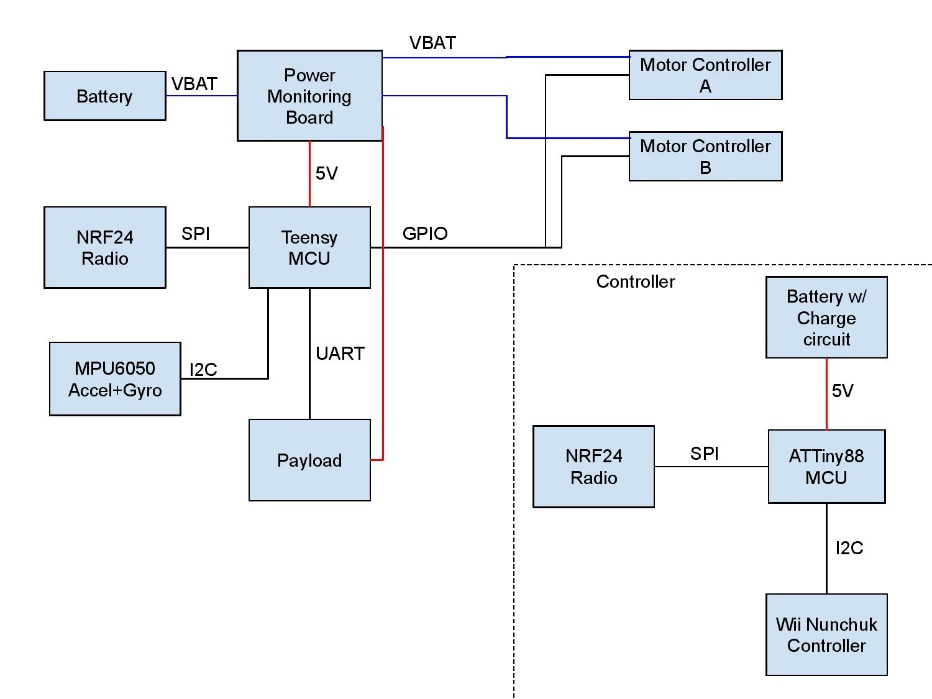 VBAT
Battery
VBAT
Power
Monitoring
Board
Motor Controller
A
Motor Controller
B
5V
NRF24
Radio
SPI
Teensy
MCU
GPIO
MPU6050
Accel+Gyro
I2C
UART
Payload
Controller
Battery w/
Charge
circuit
5V
NRF24
Radio
SPI
ATTiny88
MCU
I2C
Wii Nunchuk
Controller